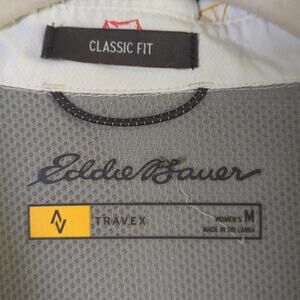 CLASSIC FIT
Eddie Bauer
TRAVEX WOMEN'S M
MADE IN SRI LANKA